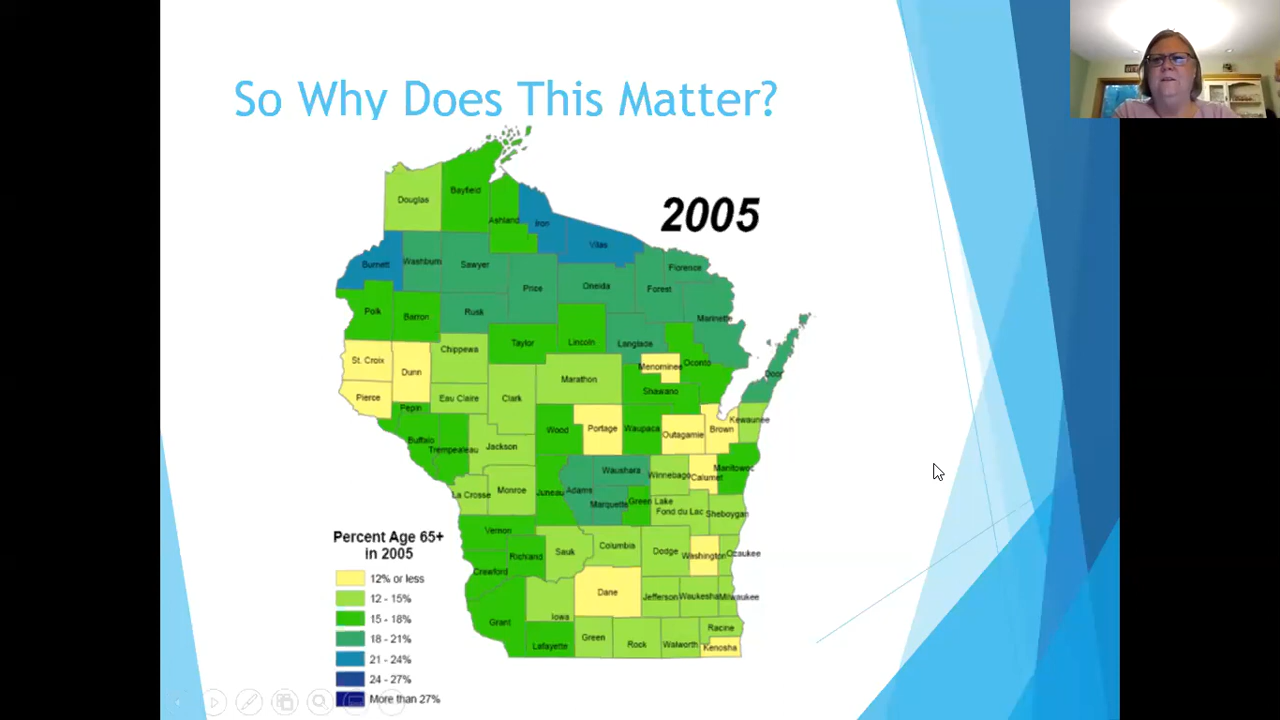 So Why Does This Matter?
2005
Douglas
Bayfield
Ashland
Iron
Vilas
Burnett
Washburn
Sawyer
Price
Oneida
Forest
Florence
Marinette
Polk
Barron
Rusk
Taylor
Lincoln
Langlade
Oconto
Door
St. Croix
Dunn
Chippewa
Marathon
Menominee
Shawano
Pierce
Pepin
Eau Claire
Clark
Buffalo
Trempealeau
Jackson
Wood
Portage
Waupaca
Outagamie
Brown
Kewaunee
La Crosse
Monroe
Juneau
Adams
Waushara
Marquette
Green Lake
Winnebago
Calumet
Manitowoc
Fond du Lac
Sheboygan
Vernon
Richland
Crawford
Sauk
Columbia
Dodge
Washington
Ozaukee
Grant
Iowa
Dane
Jefferson
Waukesha
Milwaukee
Lafayette
Green
Rock
Walworth
Racine
Kenosha
Percent Age 65+
in 2005
12% or less
12 - 15%
15 - 18%
18 - 21%
21 - 24%
24 - 27%
More than 27%